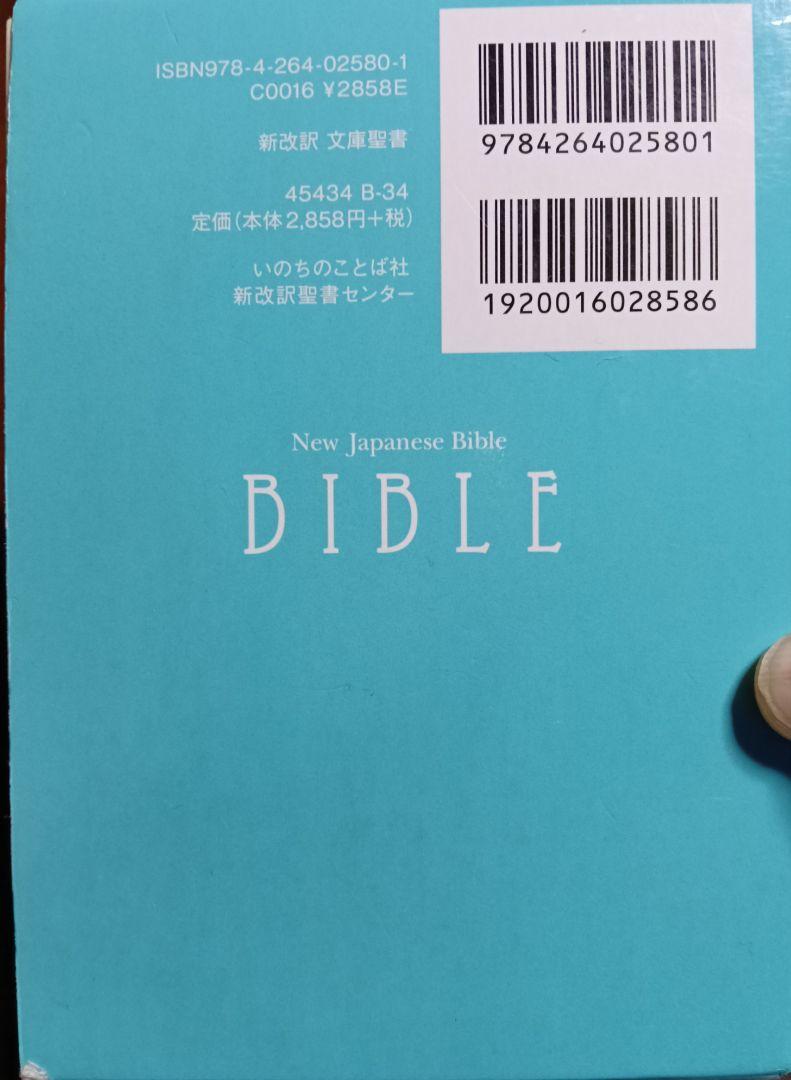 ISBN978-4-264-02580-1
C0016 ¥2858E
新改訳 文庫聖書
45434 B-34
定価(本体2,858円+税)
いのちのことば社
新改訳聖書センター
9784264025801
1920016028586
New Japanese Bible
BIBLE